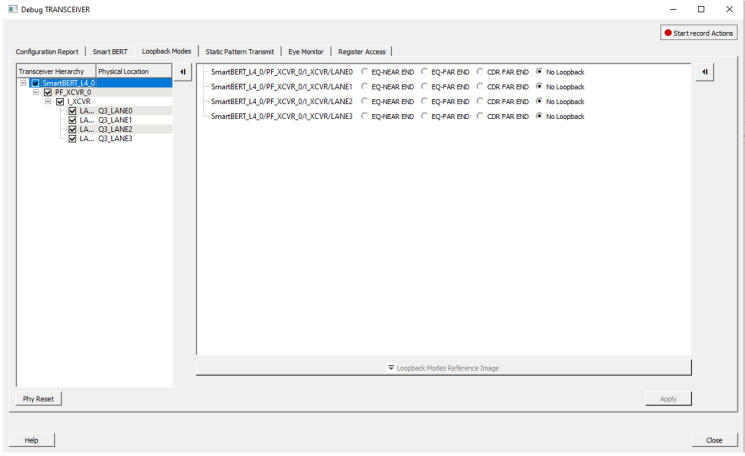 Debug TRANSCEIVER
Start record Actions
Configuration Report Smart BERT Loopback Modes Static Pattern Transmit Eye Monitor Register Access
Transceiver Hierarchy Physical Location
SmartBERT_L4_0
PF_XCVR_0
I_XCVR
LA... Q3_LANE0
LA... Q3_LANE1
LA... Q3_LANE2
LA... Q3_LANE3
SmartBERT_L4_0/PF_XCVR_0/I_XCVR/LANE0 EQ-NEAR END EQ-FAR END CDR FAR END No Loopback
SmartBERT_L4_0/PF_XCVR_0/I_XCVR/LANE1 EQ-NEAR END EQ-FAR END CDR FAR END No Loopback
SmartBERT_L4_0/PF_XCVR_0/I_XCVR/LANE2 EQ-NEAR END EQ-FAR END CDR FAR END No Loopback
SmartBERT_L4_0/PF_XCVR_0/I_XCVR/LANE3 EQ-NEAR END EQ-FAR END CDR FAR END No Loopback
Loopback Modes Reference Image
Phy Reset
Apply
Help
Close